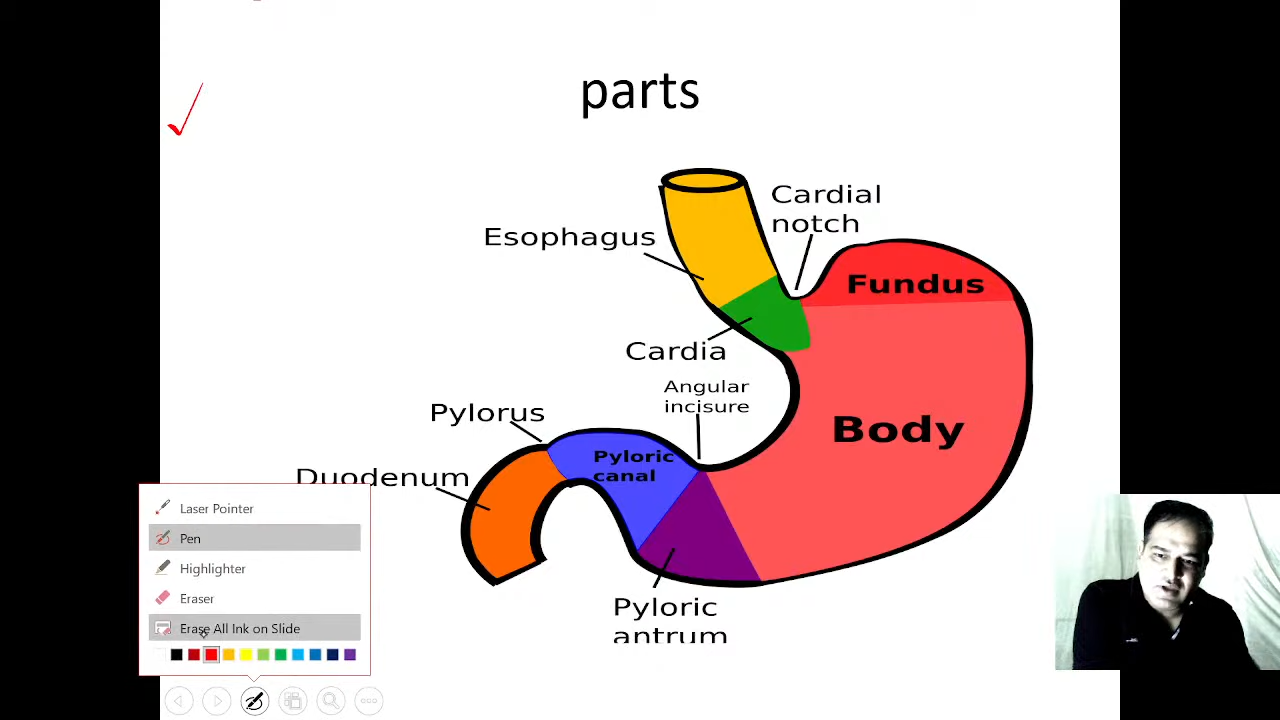 parts
Cardial
notch
Esophagus
Fundus
Cardia
Angular
incisure
Pylorus
Body
Pyloric
canal
Duodenum
Laser Pointer
Pen
Highlighter
Eraser
Erase All Ink on Slide
Pyloric
antrum